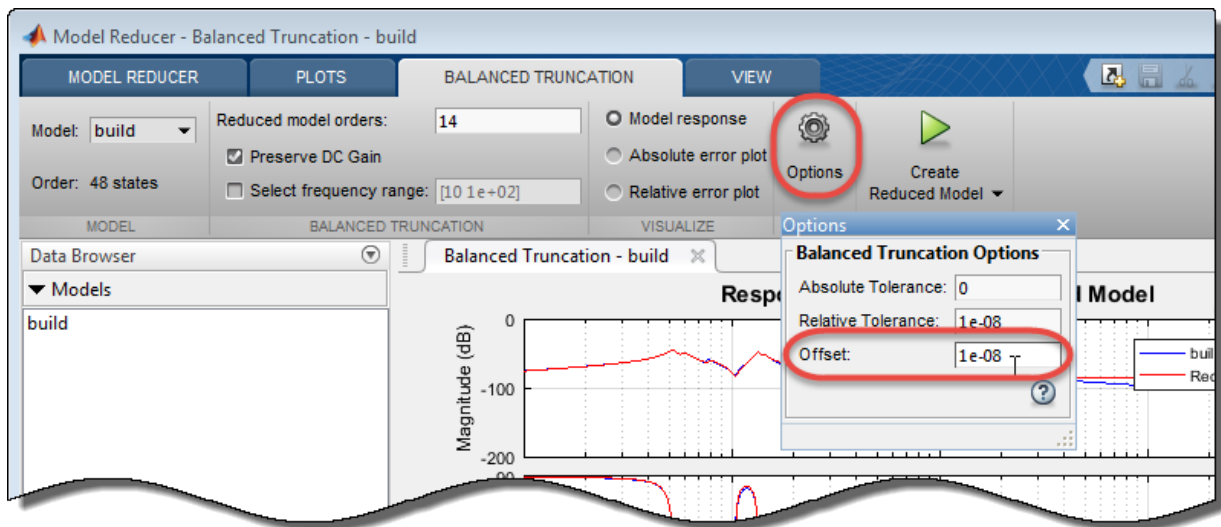 Model Reducer - Balanced Truncation - build
MODEL REDUCER PLOTS BALANCED TRUNCATION VIEW
Model: build
Order: 48 states
MODEL
Reduced model orders: 14
Preserve DC Gain
Select frequency range: [10 1e+02]
BALANCED TRUNCATION
Model response
Absolute error plot
Relative error plot
VISUALIZE
Options
Create
Reduced Model
Options
Balanced Truncation Options
Absolute Tolerance: 0
Relative Tolerance: 1e-08
Offset: 1e-08
Data Browser
Models
build
Balanced Truncation - build
Model
Magnitude (dB)
0
-100
-200